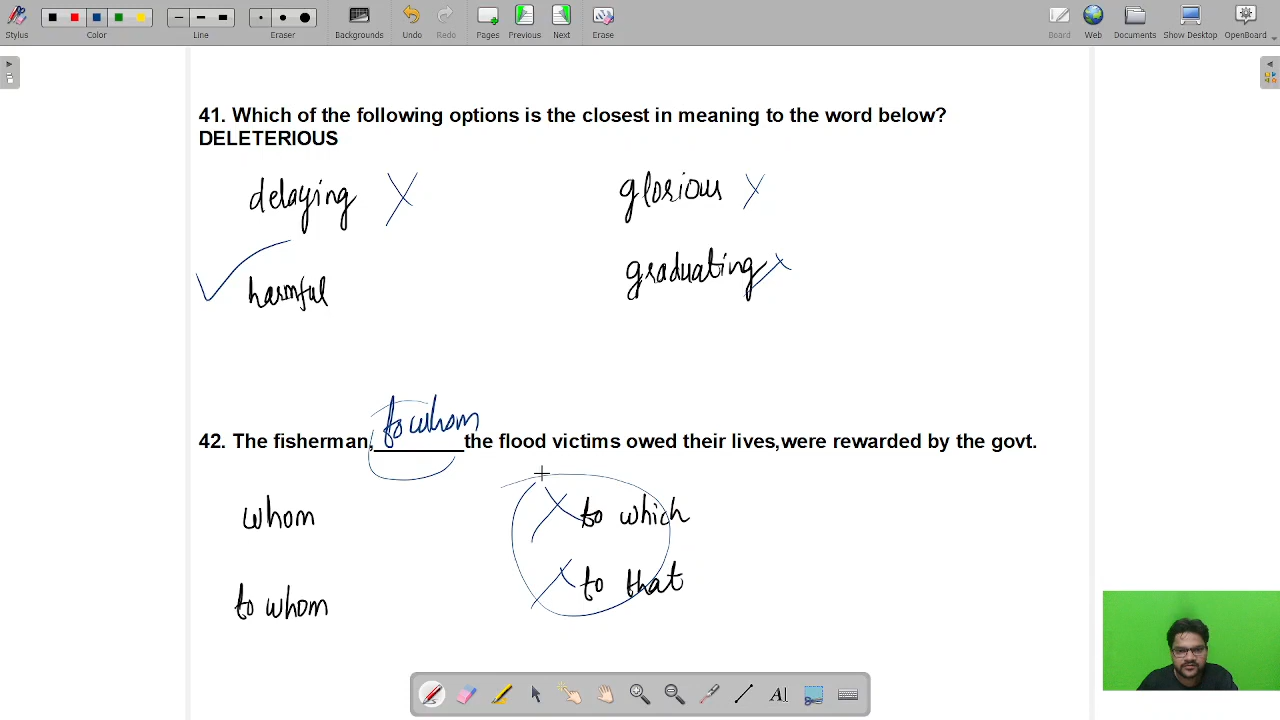 Stylus Color Line Eraser Backgrounds Undo Redo Pages Previous Next Erase Board Web Documents Show Desktop OpenBoard
41. Which of the following options is the closest in meaning to the word below?
DELETERIOUS
delaying glorious
harmful graduating
to whom
42. The fisherman,________the flood victims owed their lives,were rewarded by the govt.
whom to which
to whom to that
AI